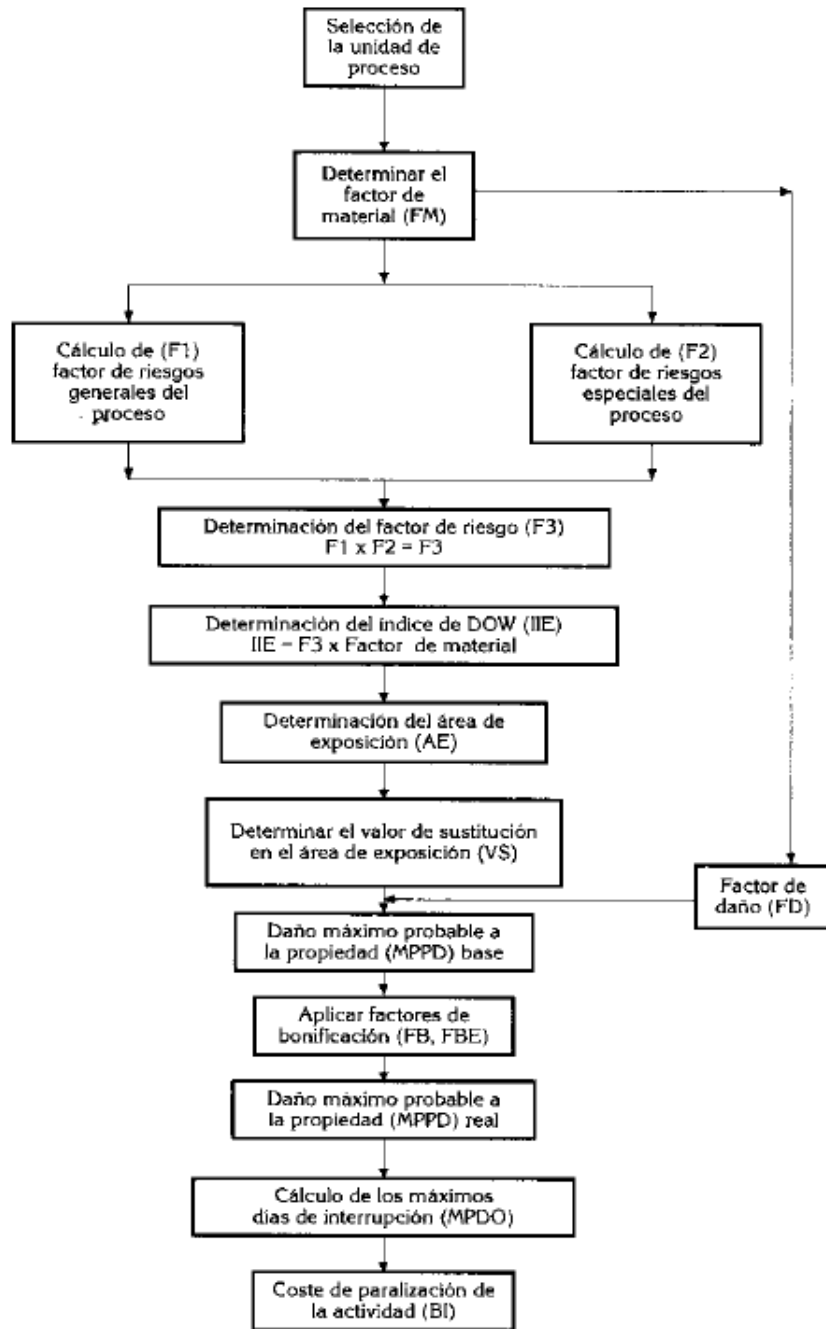 Selección de
la unidad de
proceso
Determinar el
factor de
material (FM)
Cálculo de (F1)
factor de riesgos
generales del
proceso
Cálculo de (F2)
factor de riesgos
especiales del
proceso
Determinación del factor de riesgo (F3)
F1 x F2 = F3
Determinación del índice de DOW (IIE)
IIE = F3 x Factor de material
Determinación del área de
exposición (AE)
Determinar el valor de sustitución
en el área de exposición (VS)
Factor de
daño (FD)
Daño máximo probable a
la propiedad (MPPD) base
Aplicar factores de
bonificación (FB, FBE)
Daño máximo probable a
la propiedad (MPPD) real
Cálculo de los máximos
días de interrupción (MPDO)
Coste de paralización de
la actividad (BI)